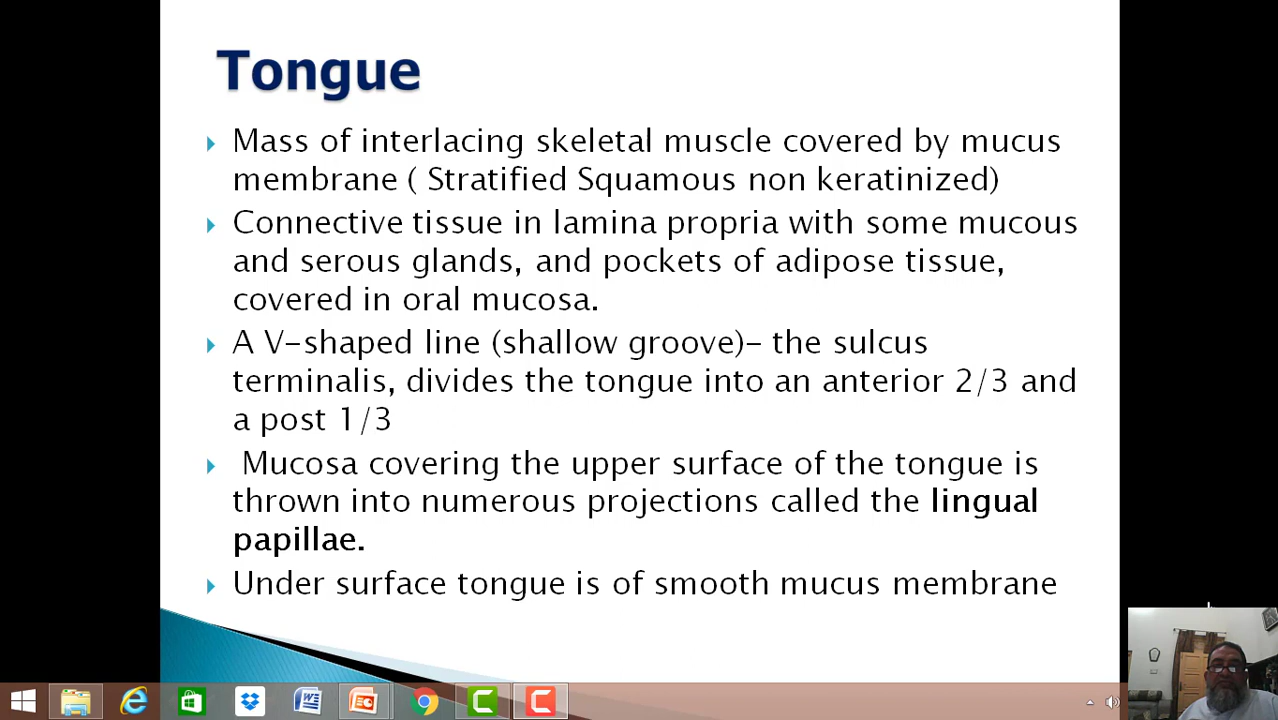 Tongue
Mass of interlacing skeletal muscle covered by mucus
membrane ( Stratified Squamous non keratinized)
Connective tissue in lamina propria with some mucous
and serous glands, and pockets of adipose tissue,
covered in oral mucosa.
A V-shaped line (shallow groove)- the sulcus
terminalis, divides the tongue into an anterior 2/3 and
a post 1/3
Mucosa covering the upper surface of the tongue is
thrown into numerous projections called the lingual
papillae.
Under surface tongue is of smooth mucus membrane